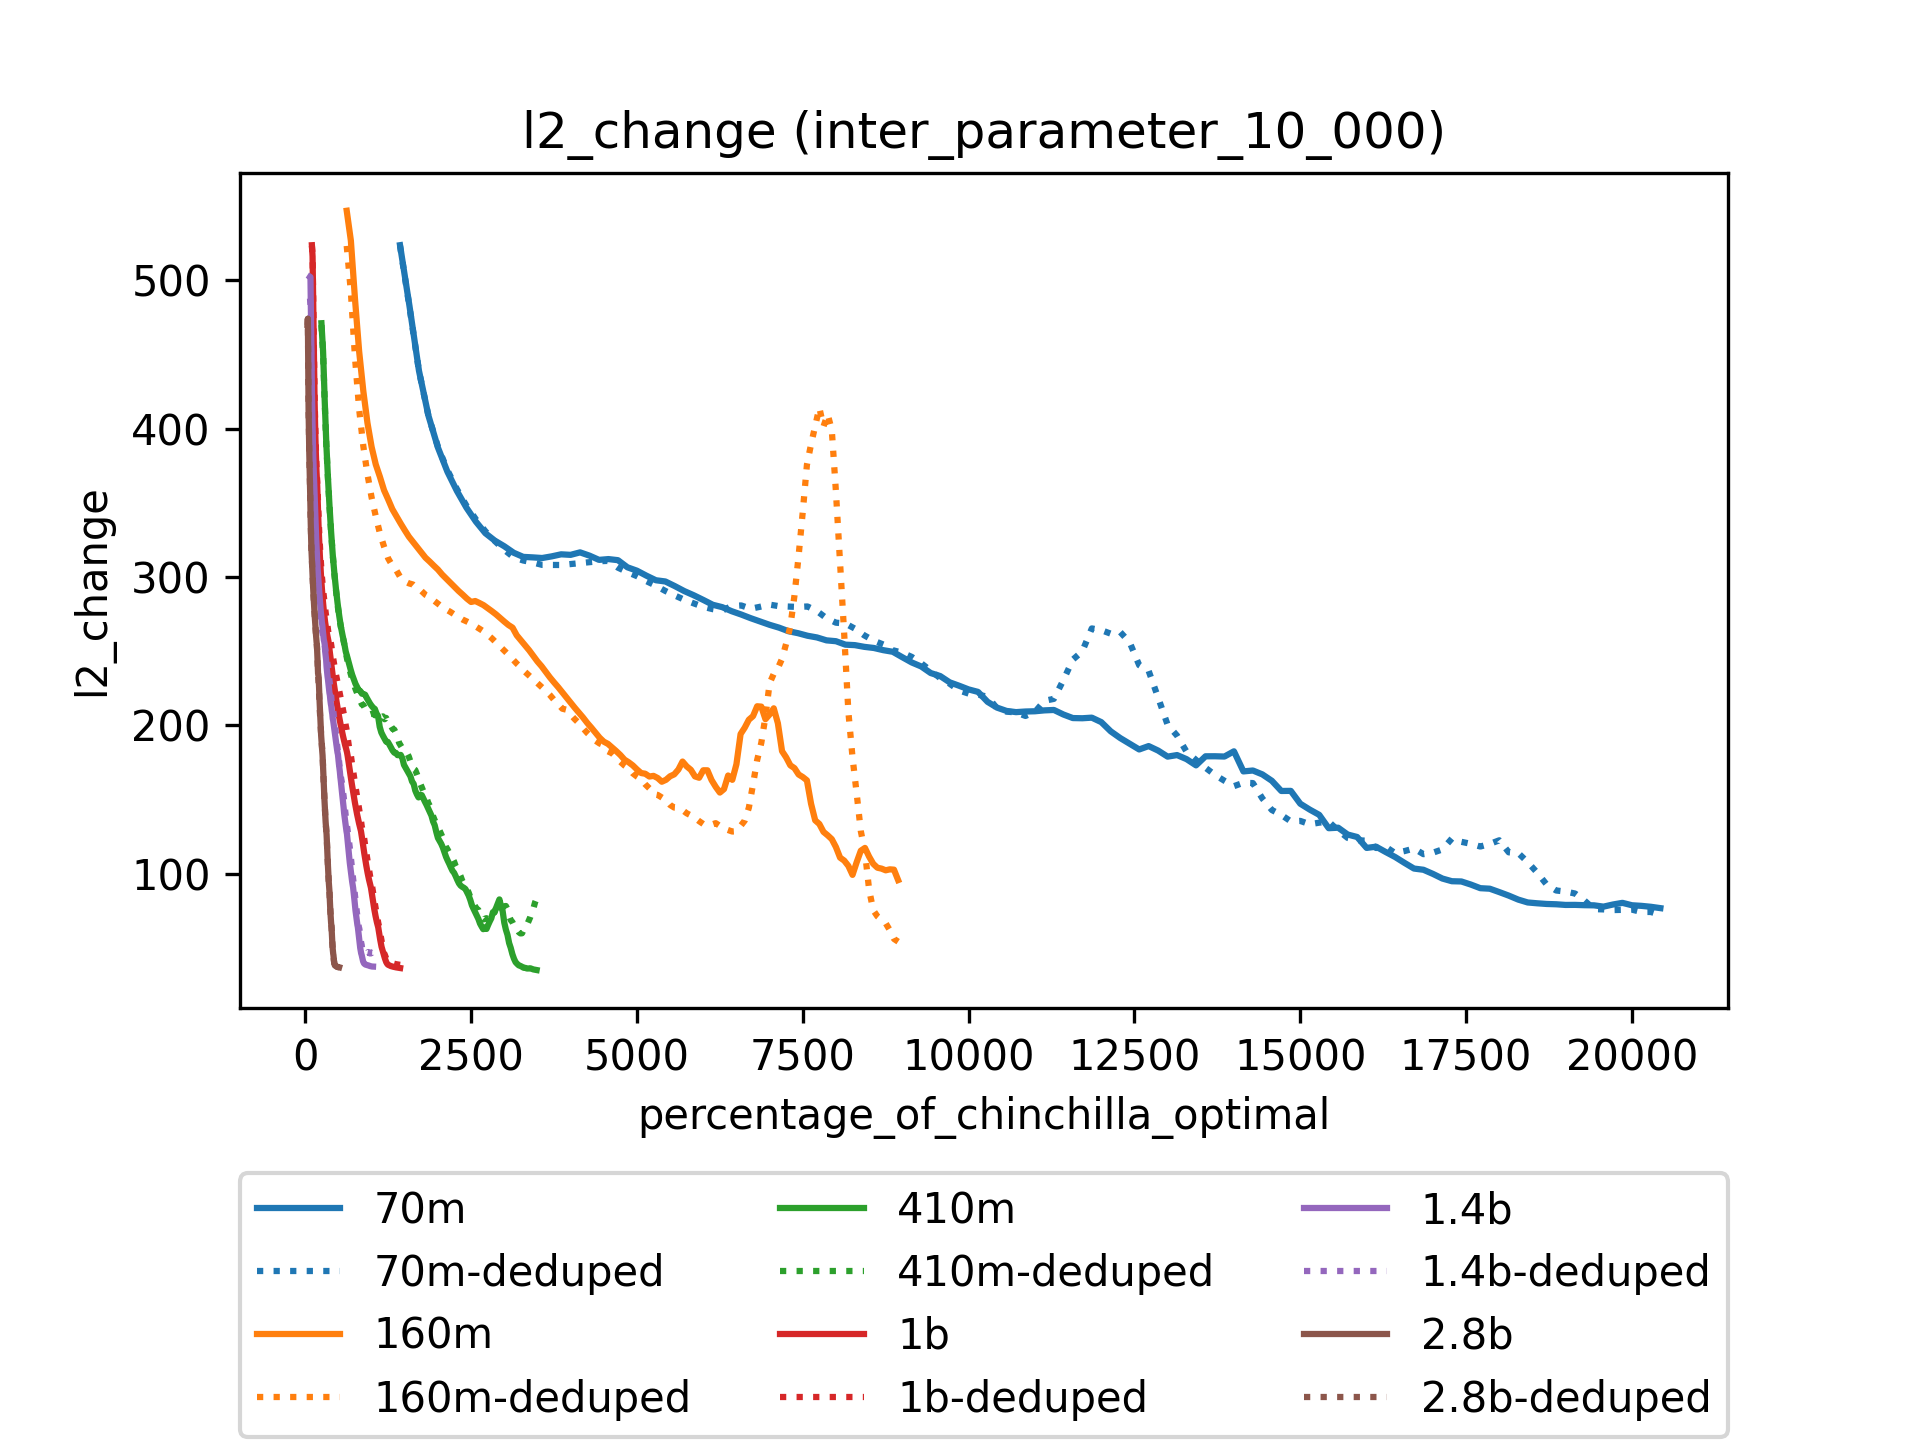 l2_change (inter_parameter_10_000)
l2_change
500
400
300
200
100
0 2500 5000 7500 10000 12500 15000 17500 20000
percentage_of_chinchilla_optimal
70m
70m-deduped
160m
160m-deduped
410m
410m-deduped
1b
1b-deduped
1.4b
1.4b-deduped
2.8b
2.8b-deduped